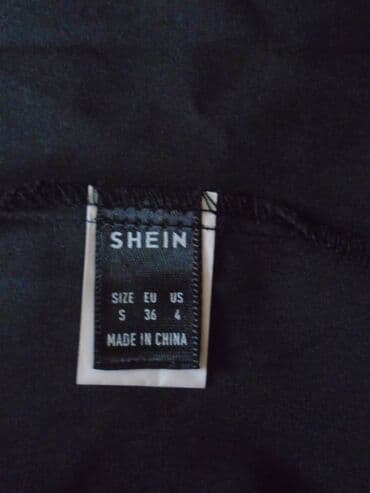 SHEIN
SIZE EU US
S 36 4
MADE IN CHINA